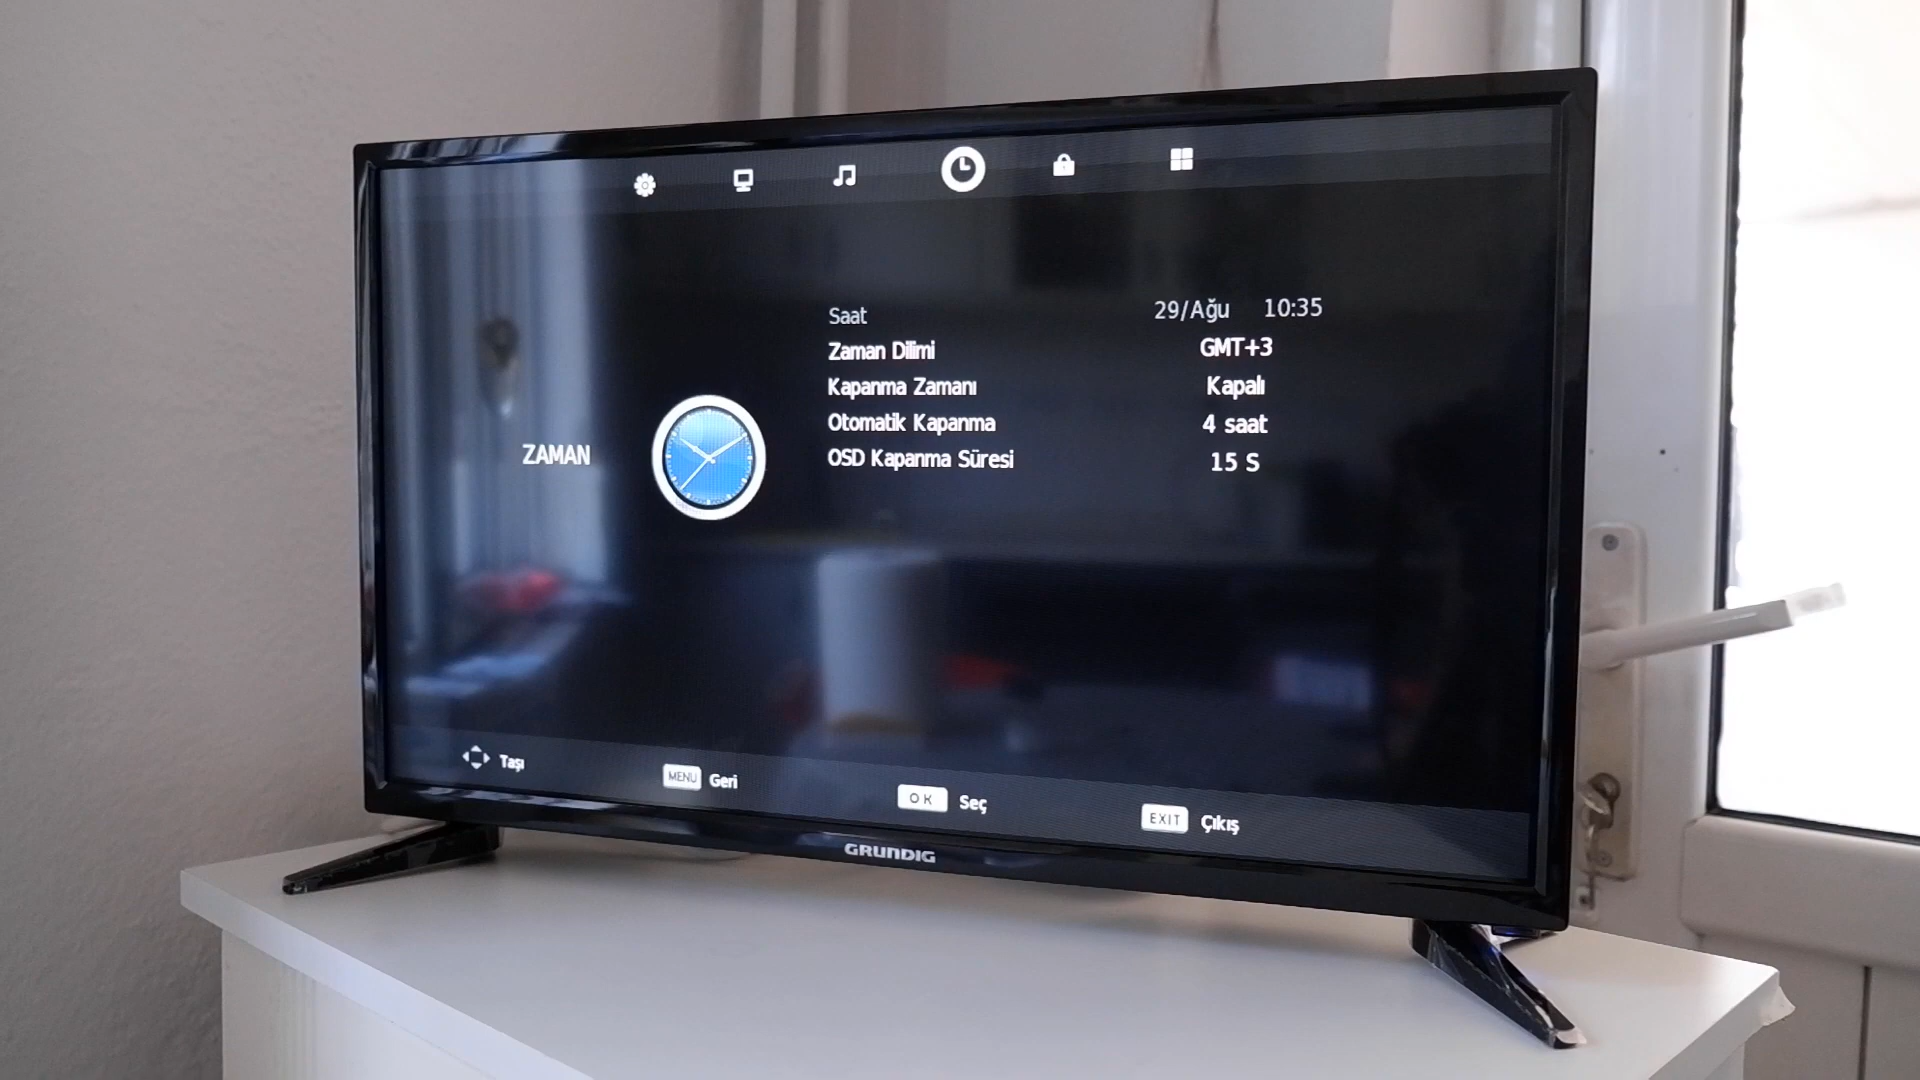 Saat 29/Ağu 10:35
Zaman Dilimi GMT+3
Kapanma Zamanı Kapalı
Otomatik Kapanma 4 saat
ZAMAN
OSD Kapanma Süresi 15 S
Taşı
MENU Geri
OK Seç
EXIT Çıkış
GRUNDIG